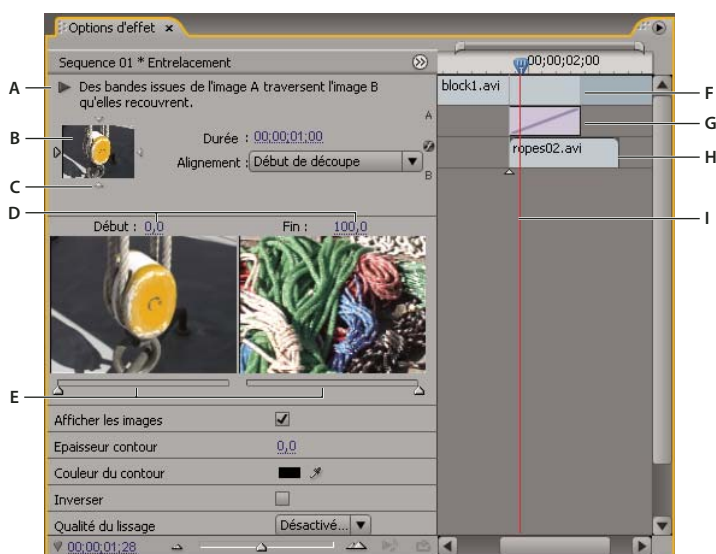 Options d'effet ×
Sequence 01 * Entrelacement
00;00;02;00
A
Des bandes issues de l'image A traversent l'image B
qu'elles recouvrent.
block1.avi
F
A
G
B
Durée : 00;00;01;00
Alignement : Début de découpe
B
ropes02.avi
H
C
D
Début : 0,0
Fin : 100,0
I
E
Afficher les images
Epaisseur contour
0,0
Couleur du contour
Inverser
Qualité du lissage
Désactivé...
00;00;01;28